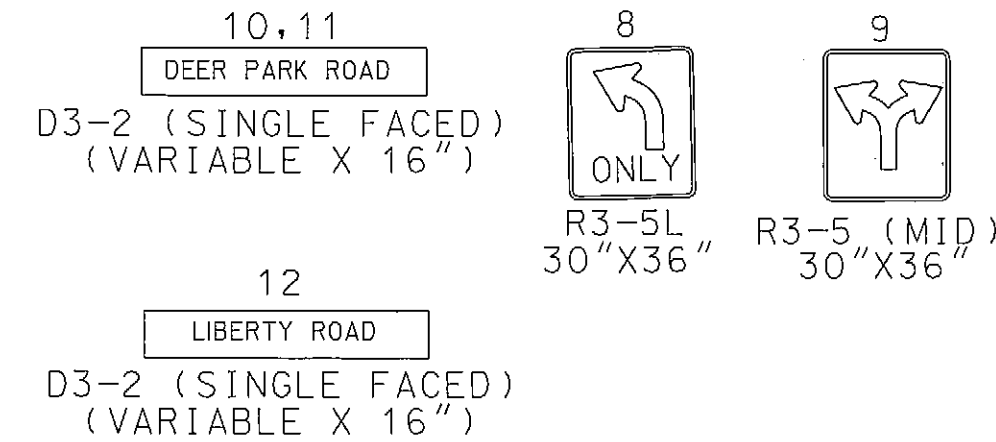 10,11
DEER PARK ROAD
D3-2 (SINGLE FACED)
(VARIABLE X 16")
8
ONLY
R3-5L
30"X36"
9
R3-5 (MID)
30"X36"
12
LIBERTY ROAD
D3-2 (SINGLE FACED)
(VARIABLE X 16")